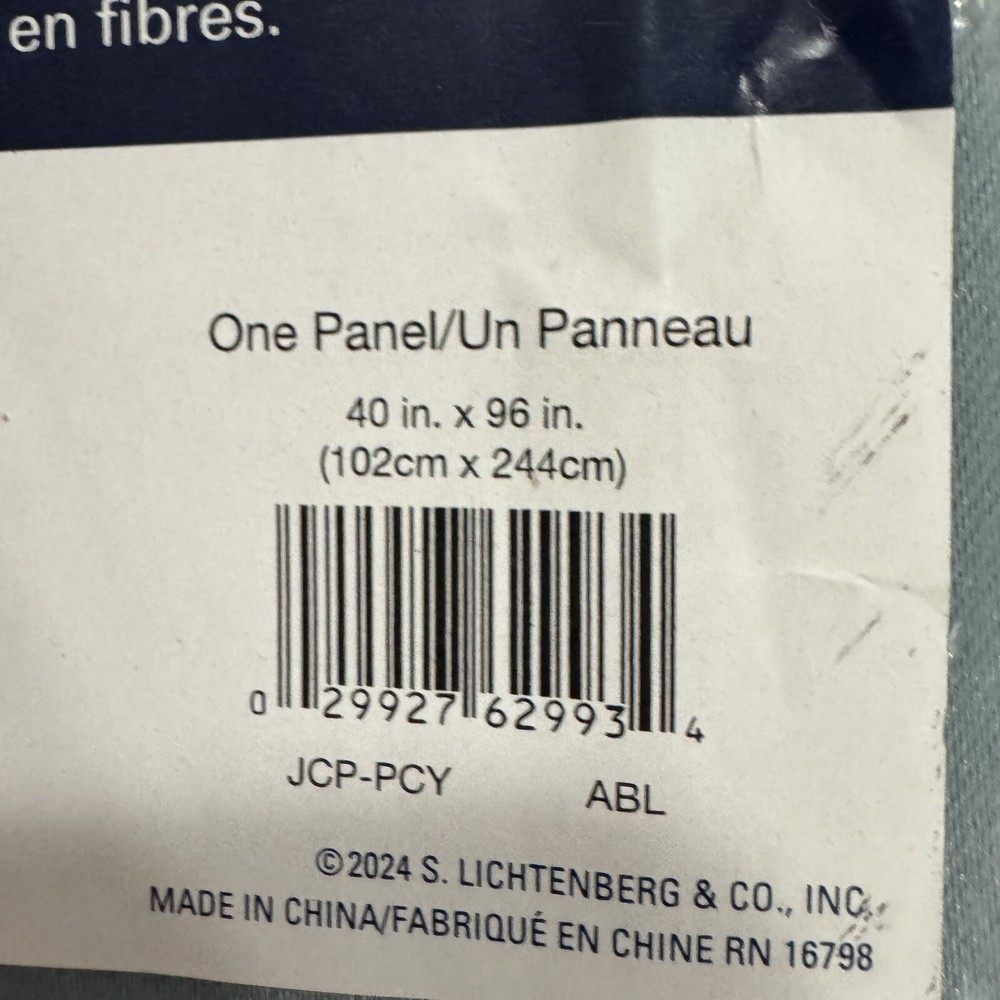 en fibres.
One Panel/Un Panneau
40 in. x 96 in.
(102cm x 244cm)
0 29927 62993 4
JCP-PCY ABL
©2024 S. LICHTENBERG & CO., INC.
MADE IN CHINA/FABRIQUÉ EN CHINE RN 16798